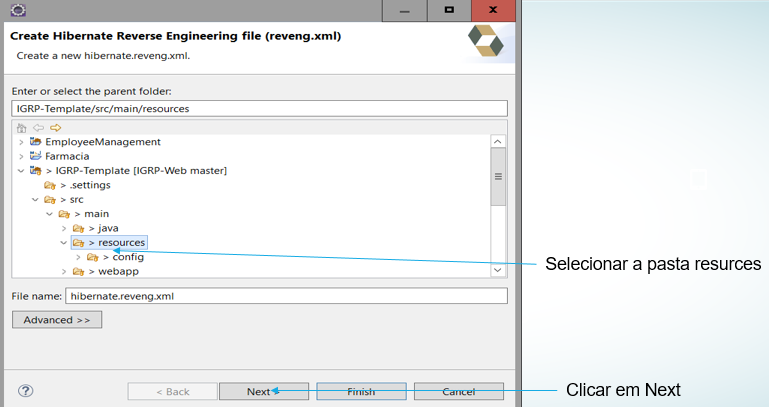 Create Hibernate Reverse Engineering file (reveng.xml)
Create a new hibernate.reveng.xml.
Enter or select the parent folder:
IGRP-Template/src/main/resources
EmployeeManagement
Farmacia
> IGRP-Template [IGRP-Web master]
> .settings
> src
> main
> java
> resources
> config
> webapp
Selecionar a pasta resurces
File name: hibernate.reveng.xml
Advanced >>
< Back Next > Finish Cancel
Clicar em Next